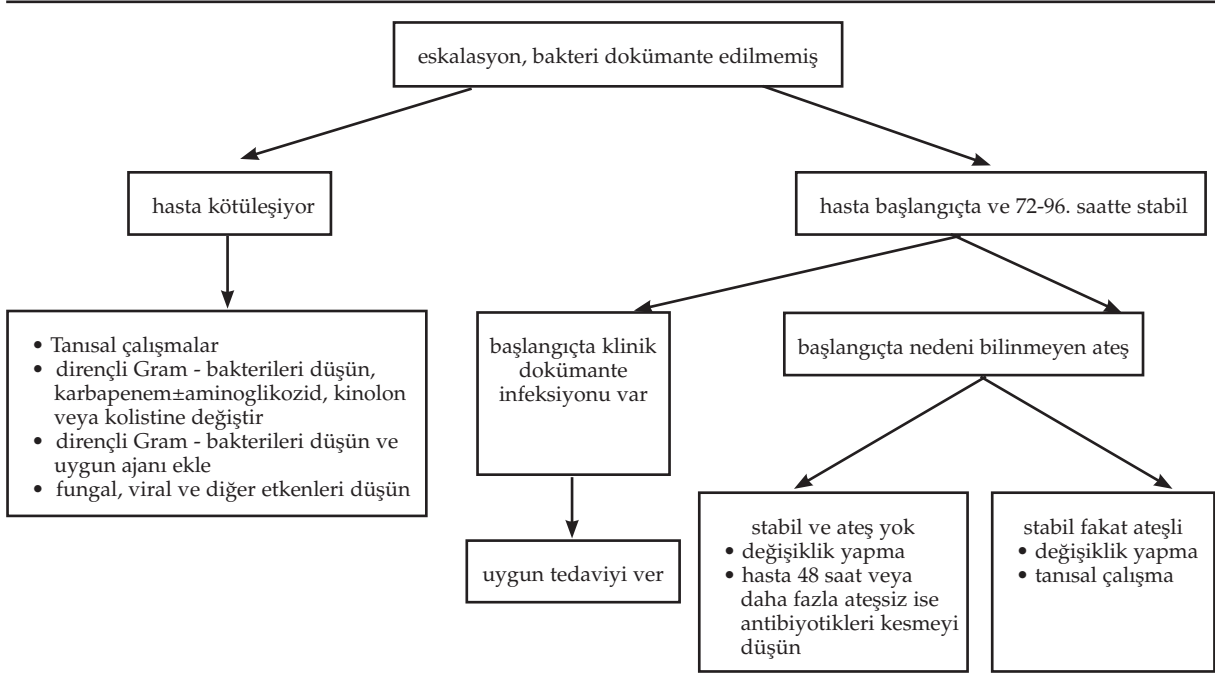 eskalasyon, bakteri dokümante edilmemiş
hasta kötüleşiyor
hasta başlangıçta ve 72-96. saatte stabil
• Tanısal çalışmalar
• dirençli Gram - bakterileri düşün,
karbapenem±aminoglikozid, kinolon
veya kolistine değiştir
• dirençli Gram - bakterileri düşün ve
uygun ajanı ekle
• fungal, viral ve diğer etkenleri düşün
başlangıçta klinik
dokümante
infeksiyonu var
başlangıçta nedeni bilinmeyen ateş
uygun tedaviyi ver
stabil ve ateş yok
• değişiklik yapma
• hasta 48 saat veya
daha fazla ateşsiz ise
antibiyotikleri kesmeyi
düşün
stabil fakat ateşli
• değişiklik yapma
• tanısal çalışma